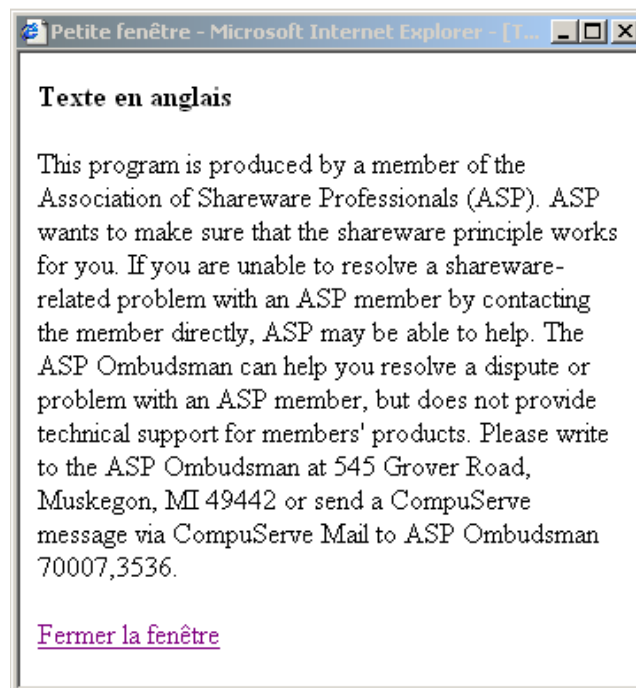 Petite fenêtre - Microsoft Internet Explorer - [T...
Texte en anglais
This program is produced by a member of the
Association of Shareware Professionals (ASP). ASP
wants to make sure that the shareware principle works
for you. If you are unable to resolve a shareware-
related problem with an ASP member by contacting
the member directly, ASP may be able to help. The
ASP Ombudsman can help you resolve a dispute or
problem with an ASP member, but does not provide
technical support for members' products. Please write
to the ASP Ombudsman at 545 Grover Road,
Muskegon, MI 49442 or send a CompuServe
message via CompuServe Mail to ASP Ombudsman
70007,3536.
Fermer la fenêtre